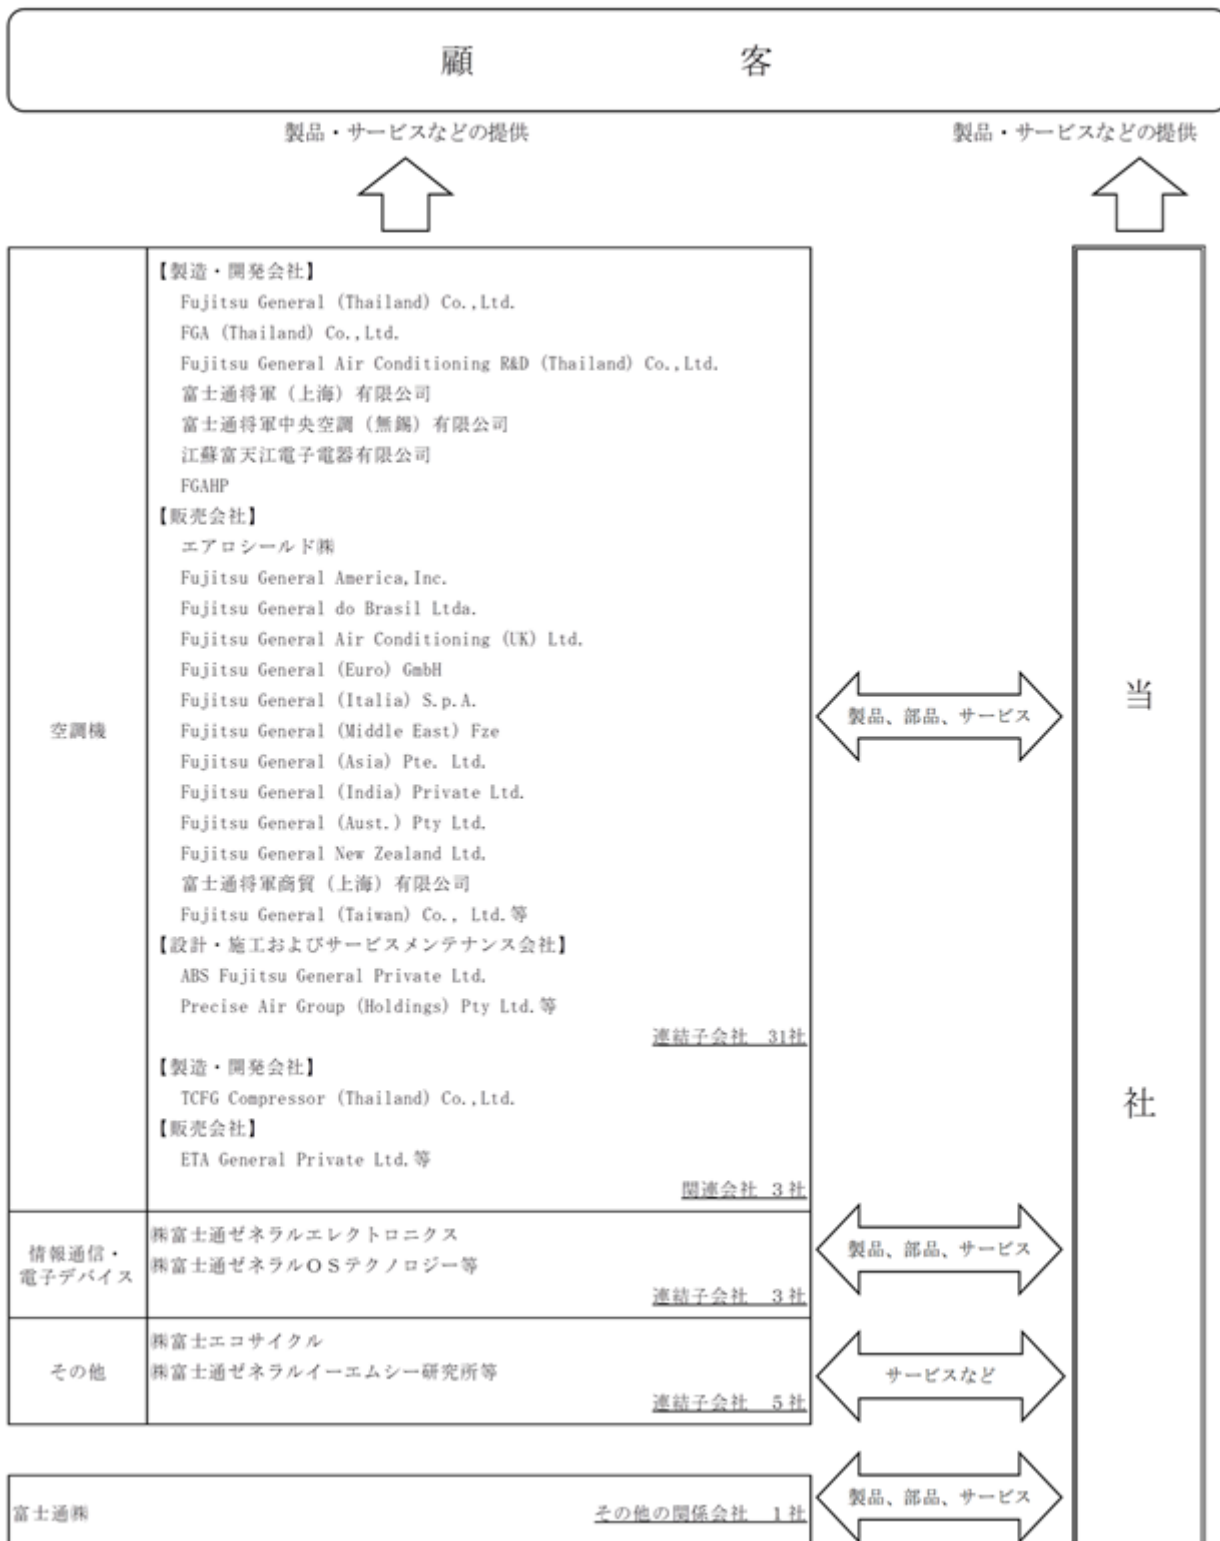 顧客
製品・サービスなどの提供
製品・サービスなどの提供
空調機
【製造・開発会社】
Fujitsu General (Thailand) Co.,Ltd.
FGA (Thailand) Co.,Ltd.
Fujitsu General Air Conditioning R&D (Thailand) Co.,Ltd.
富士通将軍（上海）有限公司
富士通将軍中央空調（無錫）有限公司
江蘇富天江電子電器有限公司
FGAHP
【販売会社】
エアロシールド㈱
Fujitsu General America,Inc.
Fujitsu General do Brasil Ltda.
Fujitsu General Air Conditioning (UK) Ltd.
Fujitsu General (Euro) GmbH
Fujitsu General (Italia) S.p.A.
Fujitsu General (Middle East) Fze
Fujitsu General (Asia) Pte. Ltd.
Fujitsu General (India) Private Ltd.
Fujitsu General (Aust.) Pty Ltd.
Fujitsu General New Zealand Ltd.
富士通将軍商貿（上海）有限公司
Fujitsu General (Taiwan) Co., Ltd.等
【設計・施工およびサービスメンテナンス会社】
ABS Fujitsu General Private Ltd.
Precise Air Group (Holdings) Pty Ltd.等
連結子会社　31社
【製造・開発会社】
TCFG Compressor (Thailand) Co.,Ltd.
【販売会社】
ETA General Private Ltd.等
関連会社　3社
製品、部品、サービス
当社
情報通信・
電子デバイス
㈱富士通ゼネラルエレクトロニクス
㈱富士通ゼネラルＯＳテクノロジー等
連結子会社　3社
製品、部品、サービス
その他
㈱富士エコサイクル
㈱富士通ゼネラルイーエムシー研究所等
連結子会社　5社
サービスなど
富士通㈱
その他の関係会社　1社
製品、部品、サービス